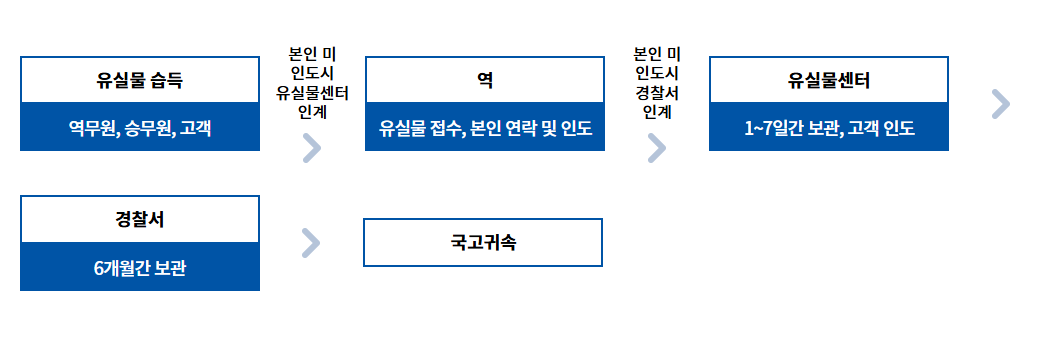 유실물 습득
역무원, 승무원, 고객
본인 미
인도시
유실물센터
인계
역
유실물 접수, 본인 연락 및 인도
본인 미
인도시
경찰서
인계
유실물센터
1~7일간 보관, 고객 인도
경찰서
6개월간 보관
국고귀속